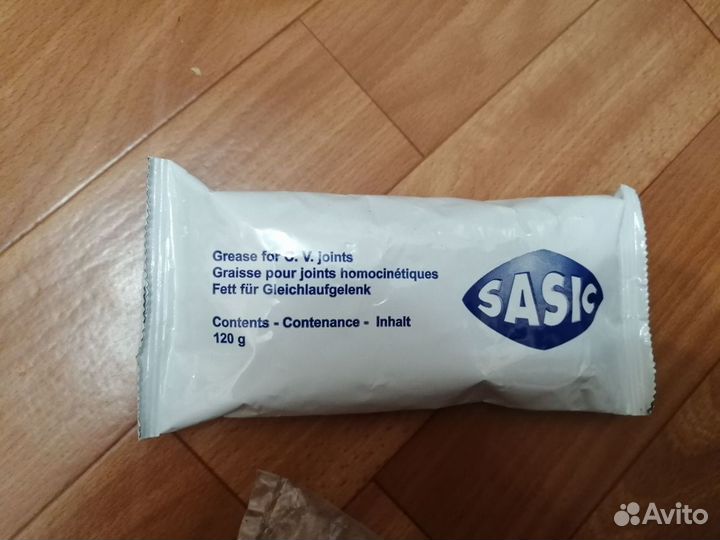 Grease for C. V. joints
Graisse pour joints homocinétiques
Fett für Gleichlaufgelenk
Contents - Contenance - Inhalt
120 g
SASIC
Avito